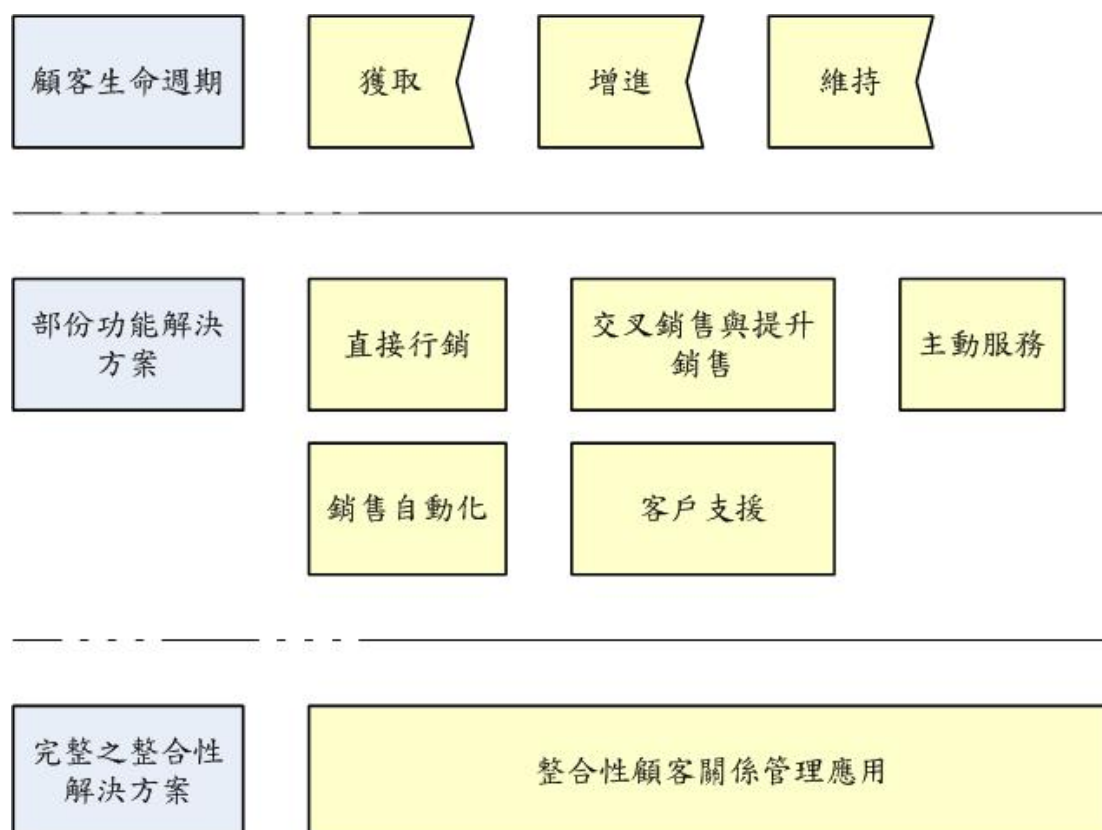 顧客生命週期
獲取
增進
維持
部份功能解決
方案
直接行銷
交叉銷售與提升
銷售
主動服務
銷售自動化
客戶支援
完整之整合性
解決方案
整合性顧客關係管理應用